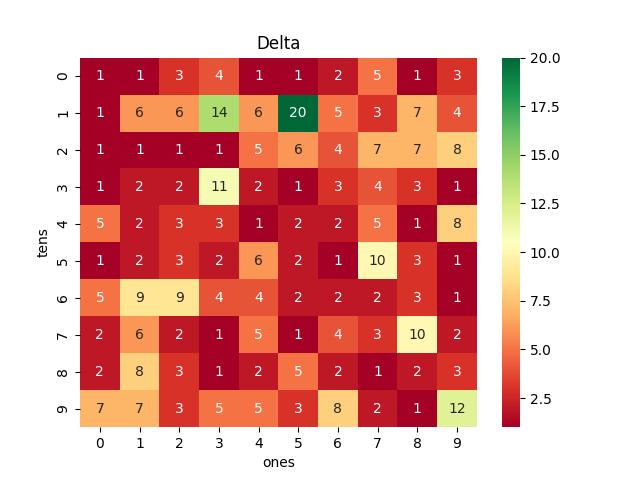 Delta
0 1 1 3 4 1 1 2 5 1 3 20.0
1 1 6 6 14 6 20 5 3 7 4 17.5
2 1 1 1 1 5 6 4 7 7 8 15.0
3 1 2 2 11 2 1 3 4 3 1 12.5
4 5 2 3 3 1 2 2 5 1 8
tens
5 1 2 3 2 6 2 1 10 3 1 10.0
6 5 9 9 4 4 2 2 2 3 1 7.5
7 2 6 2 1 5 1 4 3 10 2 5.0
8 2 8 3 1 2 5 2 1 2 3
9 7 7 3 5 5 3 8 2 1 12 2.5
0 1 2 3 4 5 6 7 8 9
ones